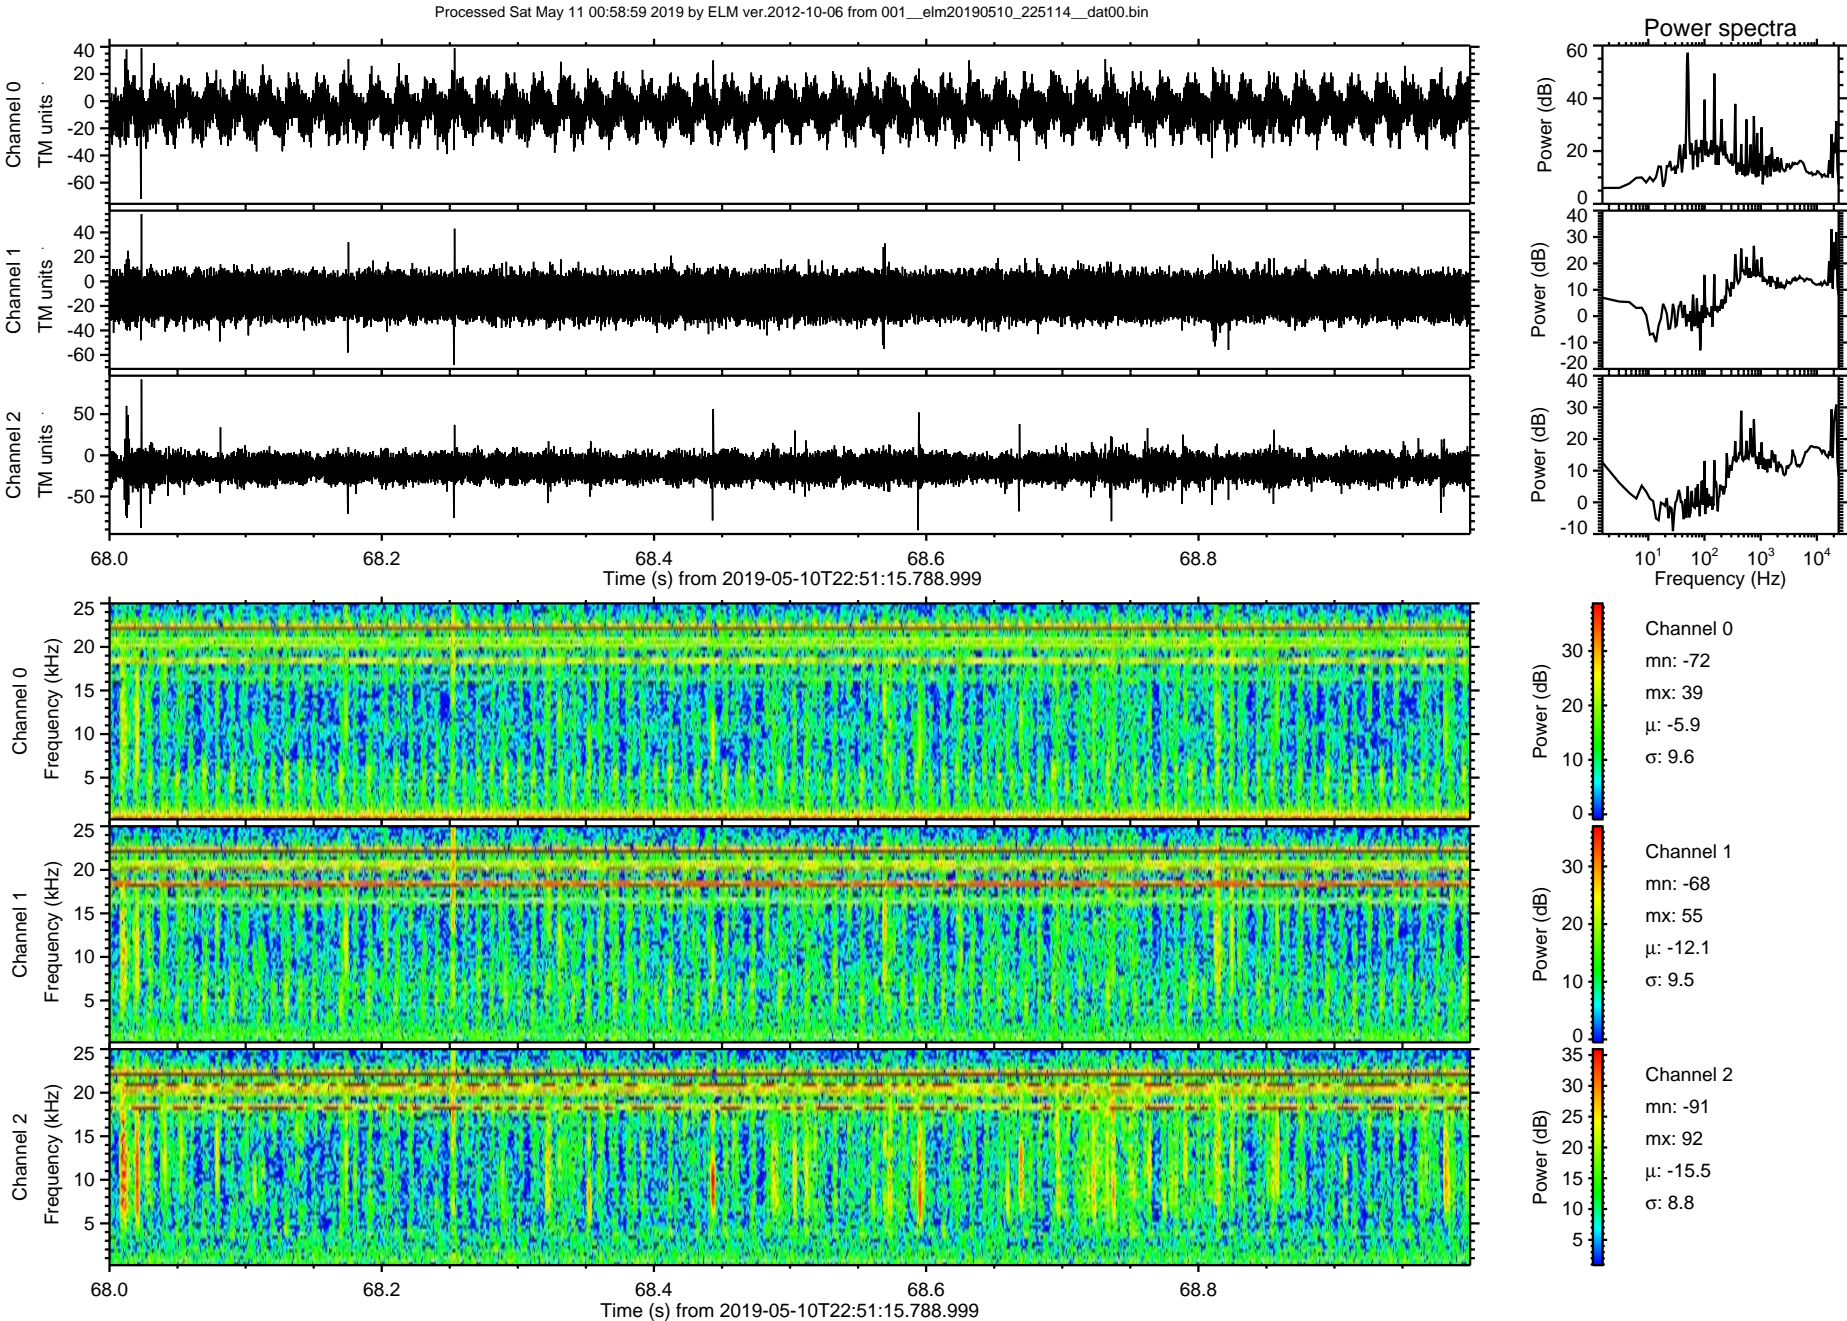 Processed Sat May 11 00:58:59 2019 by ELM ver.2012-10-06 from 001__elm20190510_225114__dat00.bin
Power spectra
Channel 0
TM units
40
20
0
-20
-40
-60
Power (dB)
60
40
20
0
Channel 1
TM units
40
20
0
-20
-40
-60
Power (dB)
40
30
20
10
0
-10
-20
Channel 2
TM units
50
0
-50
Power (dB)
40
30
20
10
0
-10
68.0 68.2 68.4 68.6 68.8
Time (s) from 2019-05-10T22:51:15.788.999
10^1 10^2 10^3 10^4
Frequency (Hz)
Channel 0
Frequency (kHz)
25
20
15
10
5
Power (dB)
30
20
10
0
Channel 0
mn: -72
mx: 39
μ: -5.9
σ: 9.6
Channel 1
Frequency (kHz)
25
20
15
10
5
Power (dB)
30
20
10
0
Channel 1
mn: -68
mx: 55
μ: -12.1
σ: 9.5
Channel 2
Frequency (kHz)
25
20
15
10
5
Power (dB)
35
30
25
20
15
10
5
Channel 2
mn: -91
mx: 92
μ: -15.5
σ: 8.8
68.0 68.2 68.4 68.6 68.8
Time (s) from 2019-05-10T22:51:15.788.999